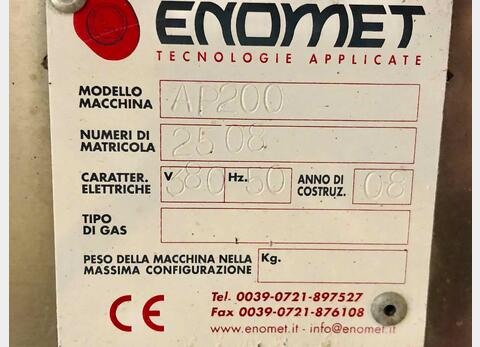 ENOMET
TECNOLOGIE APPLICATE
MODELLO
MACCHINA AP200
NUMERI DI
MATRICOLA 2508
CARATTER.
ELETTRICHE V 380 Hz. 50 ANNO DI
COSTRUZ. 08
TIPO
DI GAS
PESO DELLA MACCHINA NELLA
MASSIMA CONFIGURAZIONE Kg.
CE
Tel. 0039-0721-897527
Fax 0039-0721-876108
www.enomet.it - info@enomet.it